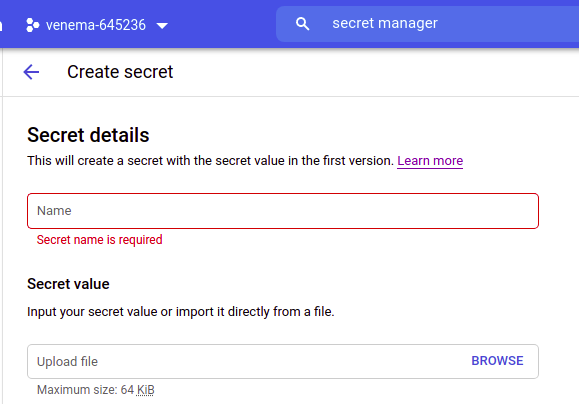 venema-645236
secret manager
Create secret
Secret details
This will create a secret with the secret value in the first version. Learn more
Name
Secret name is required
Secret value
Input your secret value or import it directly from a file.
Upload file
BROWSE
Maximum size: 64 KiB